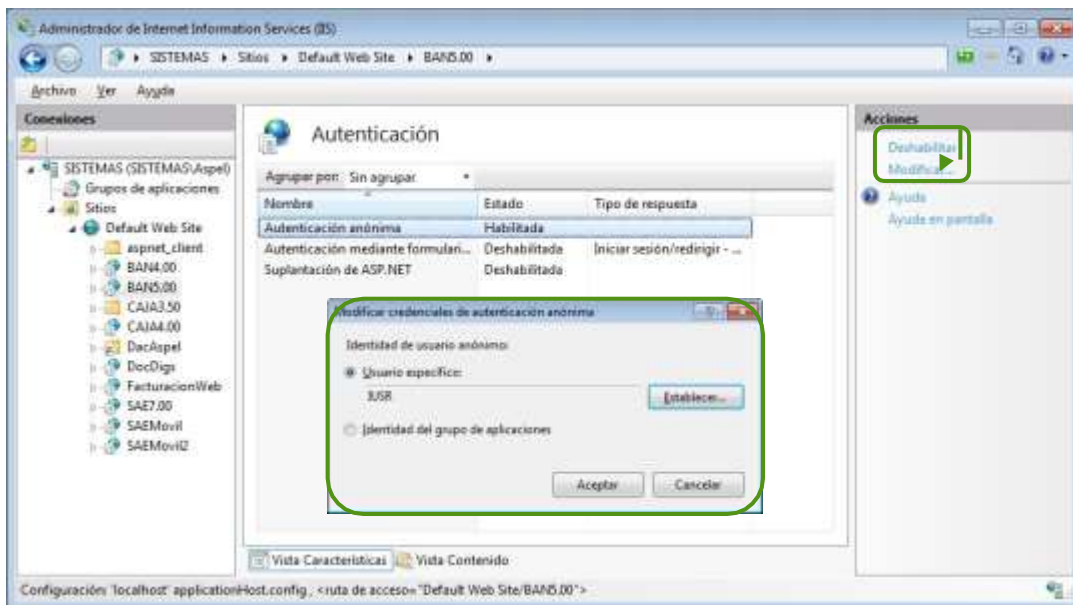 Administrador de Internet Information Services (IIS)
SISTEMAS Sitios Default Web Site BAN5.00
Archivo Ver Ayuda
Conexiones
SISTEMAS (SISTEMAS\Aspel)
Grupos de aplicaciones
Sitios
Default Web Site
aspnet_client
BAN4.00
BAN5.00
CAJA3.50
CAJA4.00
DacAspel
DocDigs
FacturacionWeb
SAE7.00
SAEMovil
SAEMovil2
Autenticación
Agrupar por: Sin agrupar
Nombre Estado Tipo de respuesta
Autenticación anónima Habilitada
Autenticación mediante formulari... Deshabilitada Iniciar sesión/redirigir - ...
Suplantación de ASP.NET Deshabilitada
Modificar credenciales de autenticación anónima
Identidad de usuario anónimo:
Usuario específico:
IUSR Establecer...
Identidad del grupo de aplicaciones
Aceptar Cancelar
Vista Características Vista Contenido
Acciones
Deshabilitar
Modificar...
Ayuda
Ayuda en pantalla
Configuración: 'localhost' applicationHost.config , <ruta de acceso="Default Web Site/BAN5.00">